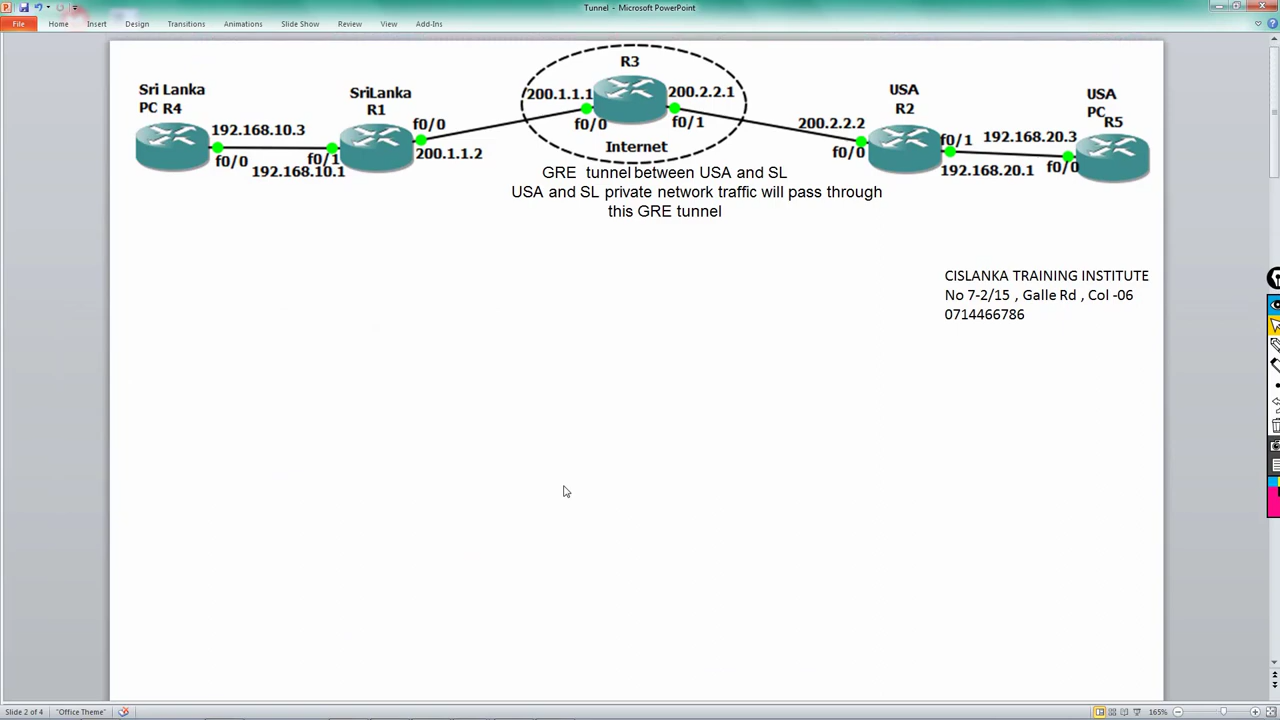 Tunnel - Microsoft PowerPoint
File Home Insert Design Transitions Animations Slide Show Review View Add-Ins
Sri Lanka
PC R4
192.168.10.3
f0/0
SriLanka
R1
f0/1
192.168.10.1
f0/0
200.1.1.2
R3
200.1.1.1
f0/0
200.2.2.1
f0/1
Internet
USA
R2
200.2.2.2
f0/0
f0/1
192.168.20.1
USA
PC R5
192.168.20.3
f0/0
GRE tunnel between USA and SL
USA and SL private network traffic will pass through
this GRE tunnel
CISLANKA TRAINING INSTITUTE
No 7-2/15 , Galle Rd , Col -06
0714466786
Slide 2 of 4 "Office Theme" 165%